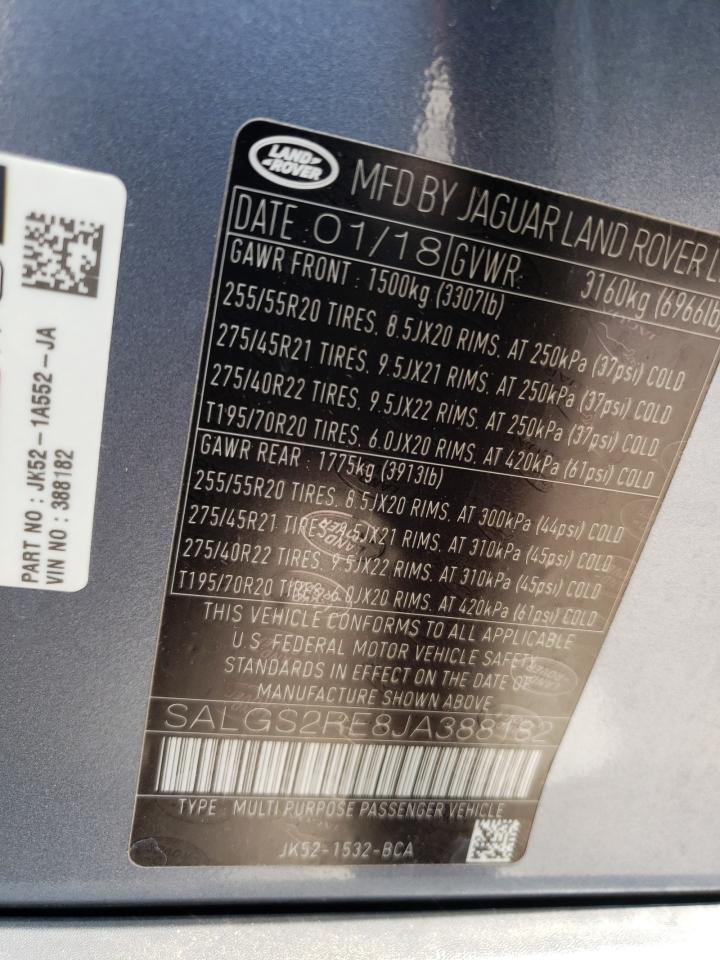 PART NO : JK52-1A552-JA
VIN NO : 388182
LAND
ROVER
MFD BY JAGUAR LAND ROVER L
DATE 01/18 GVWR: 3160kg (6966lb
GAWR FRONT : 1500kg (3307lb)
255/55R20 TIRES, 8.5JX20 RIMS, AT 250kPa (37psi) COLD
275/45R21 TIRES, 9.5JX21 RIMS, AT 250kPa (37psi) COLD
275/40R22 TIRES, 9.5JX22 RIMS, AT 250kPa (37psi) COLD
T195/70R20 TIRES, 6.0JX20 RIMS, AT 420kPa (61psi) COLD
GAWR REAR : 1775kg (3913lb)
255/55R20 TIRES, 8.5JX20 RIMS, AT 300kPa (44psi) COLD
275/45R21 TIRES, 9.5JX21 RIMS, AT 310kPa (45psi) COLD
275/40R22 TIRES, 9.5JX22 RIMS, AT 310kPa (45psi) COLD
T195/70R20 TIRES, 6.0JX20 RIMS, AT 420kPa (61psi) COLD
THIS VEHICLE CONFORMS TO ALL APPLICABLE
U.S. FEDERAL MOTOR VEHICLE SAFETY
STANDARDS IN EFFECT ON THE DATE OF
MANUFACTURE SHOWN ABOVE
SALGS2RE8JA388182
TYPE : MULTI PURPOSE PASSENGER VEHICLE
JK52-1532-BCA